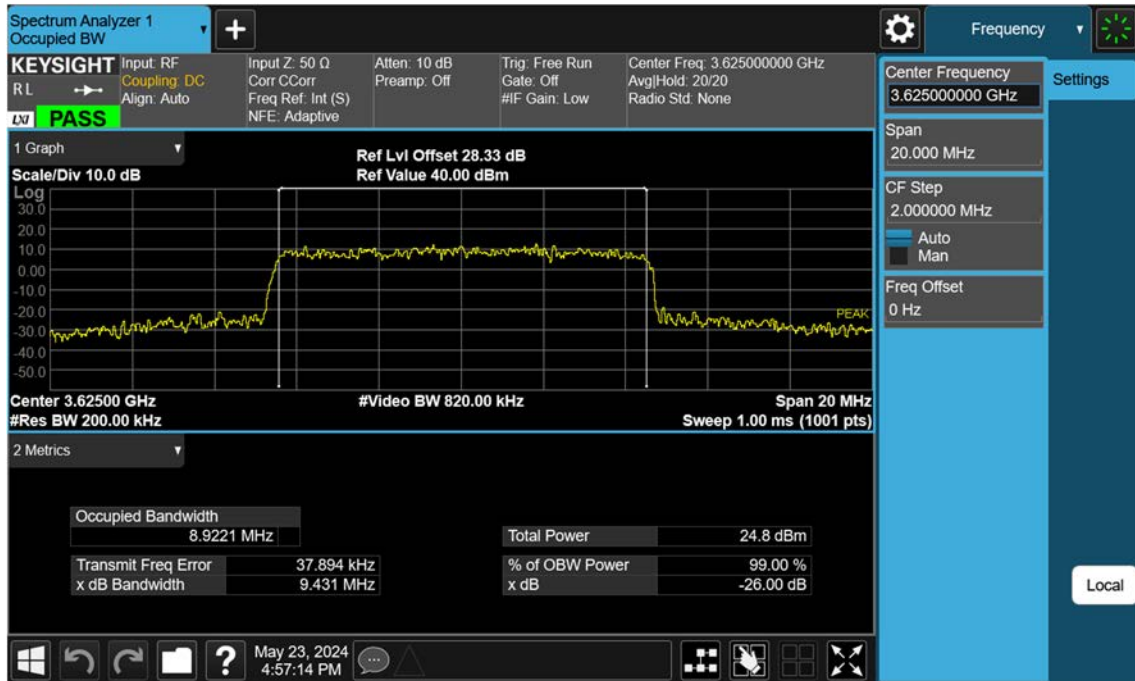 Spectrum Analyzer 1
Occupied BW
+
Frequency
KEYSIGHT
R L
LXI PASS
Input: RF
Coupling: DC
Align: Auto
Input Z: 50 Ω
Corr CCorr
Freq Ref: Int (S)
NFE: Adaptive
Atten: 10 dB
Preamp: Off
Trig: Free Run
Gate: Off
#IF Gain: Low
Center Freq: 3.625000000 GHz
Avg|Hold: 20/20
Radio Std: None
Center Frequency
3.625000000 GHz
Settings
Span
20.000 MHz
CF Step
2.000000 MHz
Auto
Man
Freq Offset
0 Hz
1 Graph
Scale/Div 10.0 dB
Ref Lvl Offset 28.33 dB
Ref Value 40.00 dBm
Log
30.0
20.0
10.0
0.00
-10.0
-20.0
-30.0
-40.0
-50.0
PEAK
Center 3.62500 GHz
#Video BW 820.00 kHz
Span 20 MHz
#Res BW 200.00 kHz
Sweep 1.00 ms (1001 pts)
2 Metrics
Occupied Bandwidth
8.9221 MHz
Total Power 24.8 dBm
Transmit Freq Error 37.894 kHz
% of OBW Power 99.00 %
x dB Bandwidth 9.431 MHz
x dB -26.00 dB
Local
?
May 23, 2024
4:57:14 PM